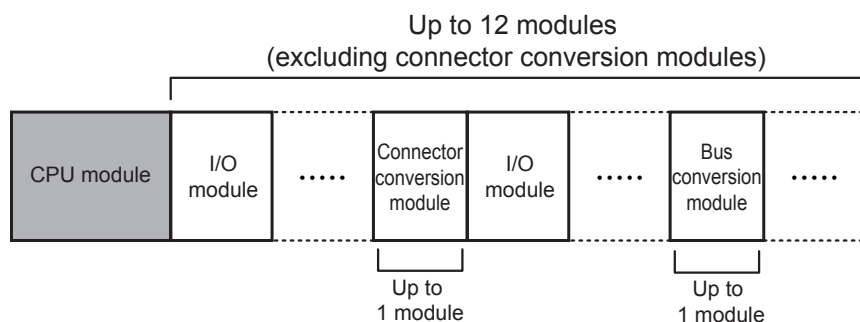 Up to 12 modules
(excluding connector conversion modules)
CPU module
I/O
module
.....
Connector
conversion
module
I/O
module
.....
Bus
conversion
module
.....
Up to
1 module
Up to
1 module